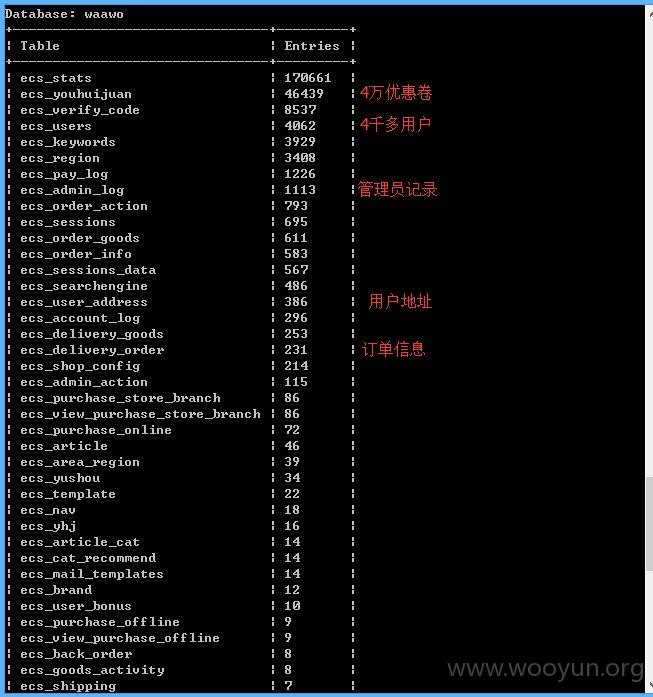 Database: waawo
Table Entries
ecs_stats 170661
ecs_youhuijuan 46439 4万优惠卷
ecs_verify_code 8537
ecs_users 4062 4千多用户
ecs_keywords 3929
ecs_region 3408
ecs_pay_log 1226
ecs_admin_log 1113 管理员记录
ecs_order_action 793
ecs_sessions 695
ecs_order_goods 611
ecs_order_info 583
ecs_sessions_data 567
ecs_searchengine 486
ecs_user_address 386 用户地址
ecs_account_log 296
ecs_delivery_goods 253
ecs_delivery_order 231 订单信息
ecs_shop_config 214
ecs_admin_action 115
ecs_purchase_store_branch 86
ecs_view_purchase_store_branch 86
ecs_purchase_online 72
ecs_article 46
ecs_area_region 39
ecs_yushou 34
ecs_template 22
ecs_nav 18
ecs_yhj 16
ecs_article_cat 14
ecs_cat_recommend 14
ecs_mail_templates 14
ecs_brand 12
ecs_user_bonus 10
ecs_purchase_offline 9
ecs_view_purchase_offline 9
ecs_back_order 8
ecs_goods_activity 8
ecs_shipping 7
www.wooyun.org